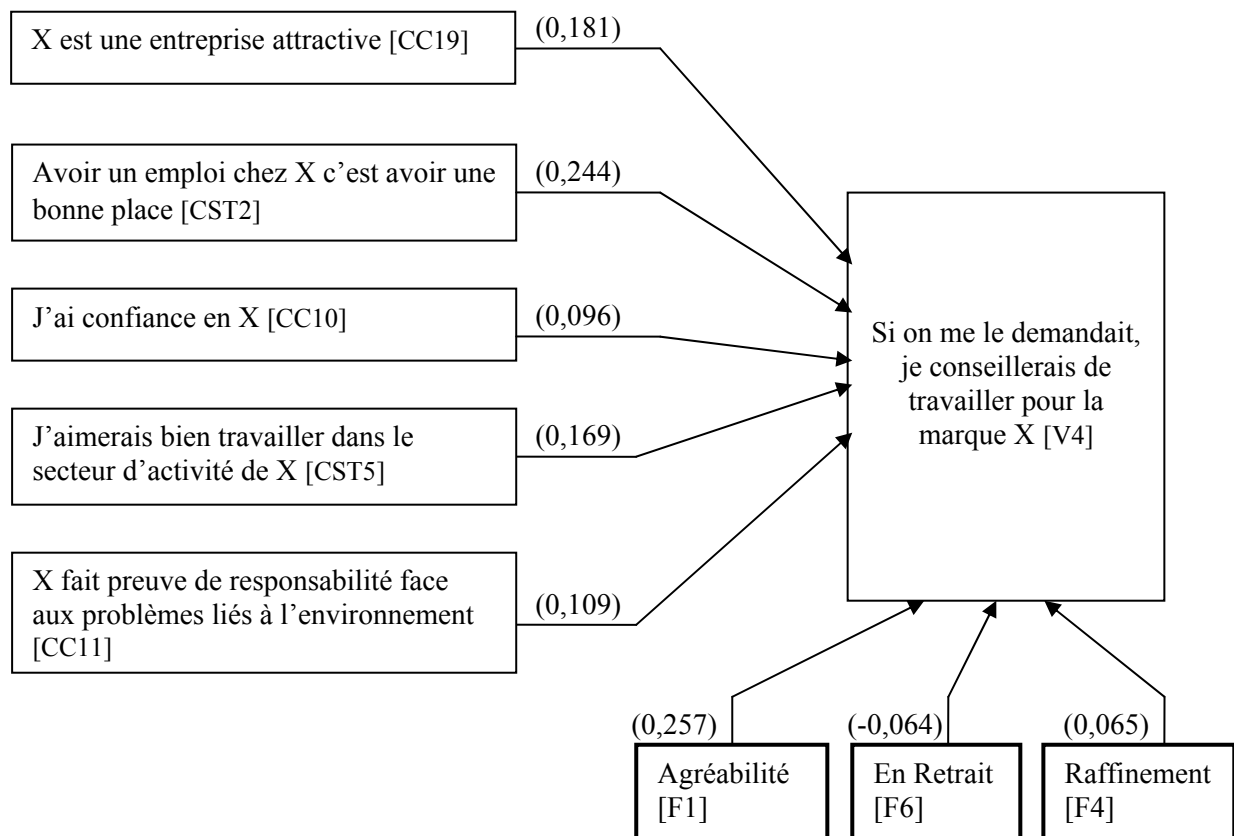 X est une entreprise attractive [CC19]
(0,181)
Avoir un emploi chez X c’est avoir une
bonne place [CST2]
(0,244)
J’ai confiance en X [CC10]
(0,096)
J’aimerais bien travailler dans le
secteur d’activité de X [CST5]
(0,169)
X fait preuve de responsabilité face
aux problèmes liés à l’environnement
[CC11]
(0,109)
Si on me le demandait,
je conseillerais de
travailler pour la
marque X [V4]
(0,257)
Agréabilité
[F1]
(-0,064)
En Retrait
[F6]
(0,065)
Raffinement
[F4]